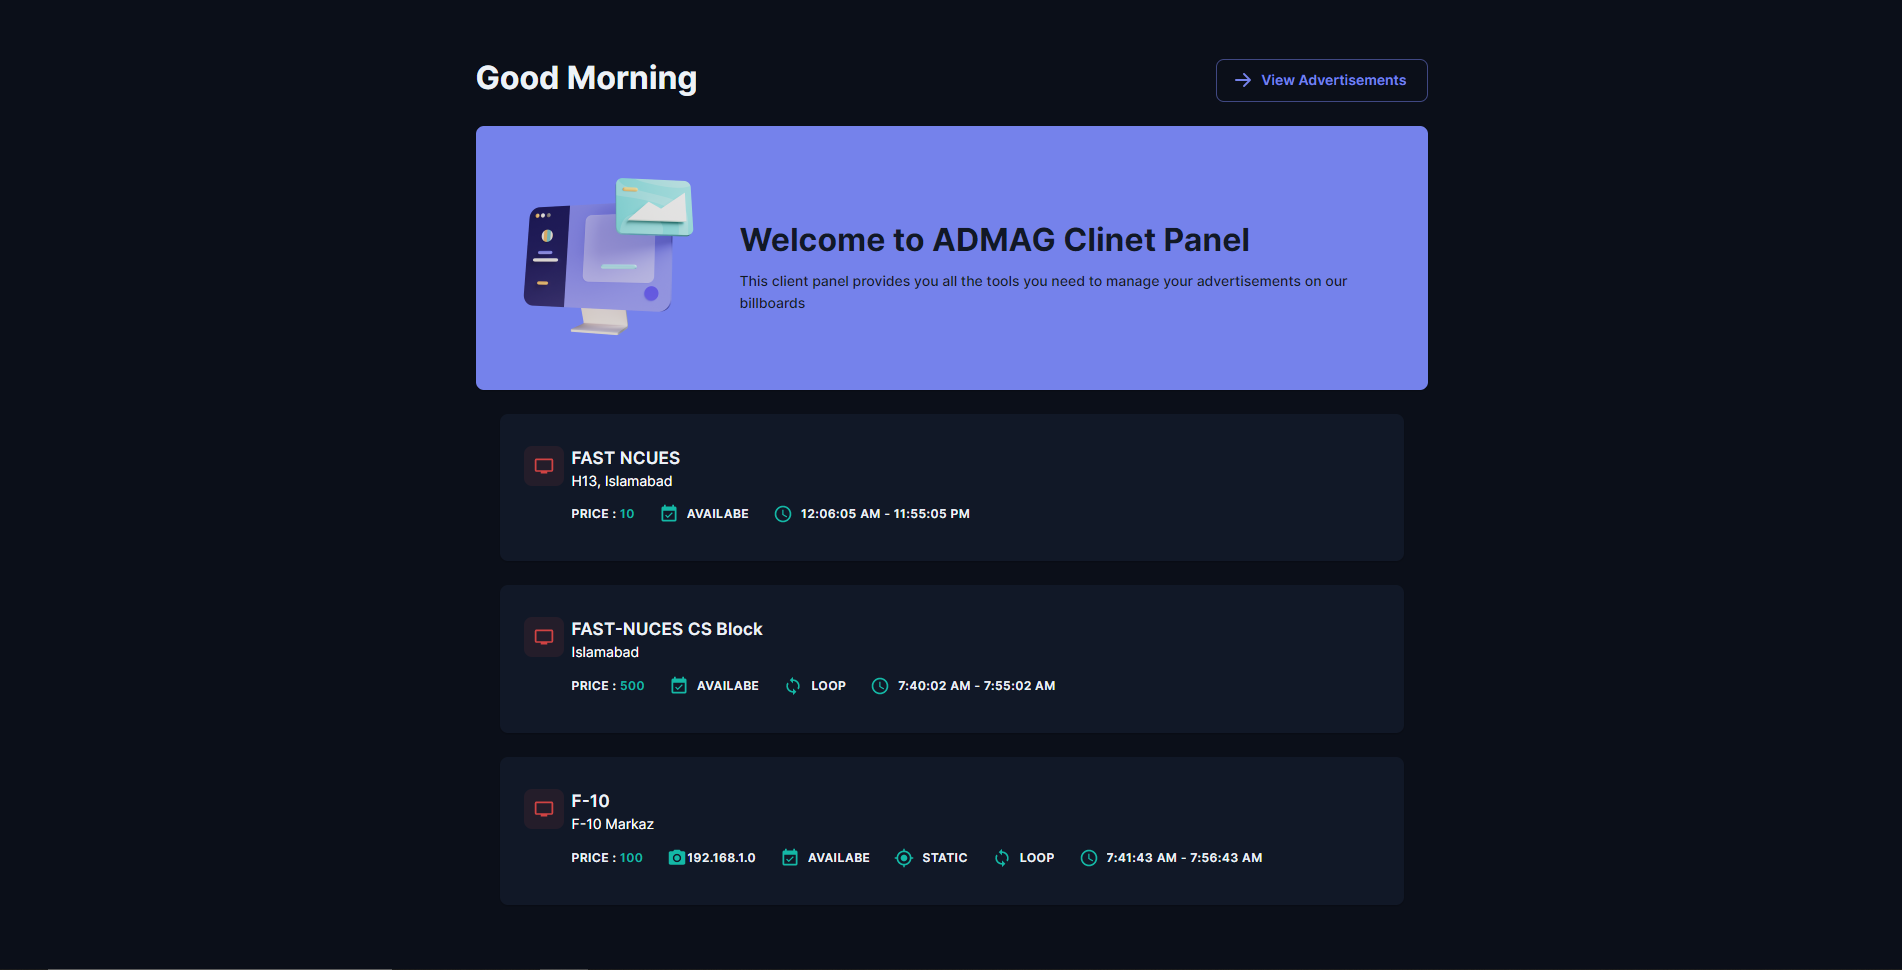 Good Morning
View Advertisements
Welcome to ADMAG Clinet Panel
This client panel provides you all the tools you need to manage your advertisements on our
billboards
FAST NCUES
H13, Islamabad
PRICE : 10 AVAILABE 12:06:05 AM - 11:55:05 PM
FAST-NUCES CS Block
Islamabad
PRICE : 500 AVAILABE LOOP 7:40:02 AM - 7:55:02 AM
F-10
F-10 Markaz
PRICE : 100 192.168.1.0 AVAILABE STATIC LOOP 7:41:43 AM - 7:56:43 AM